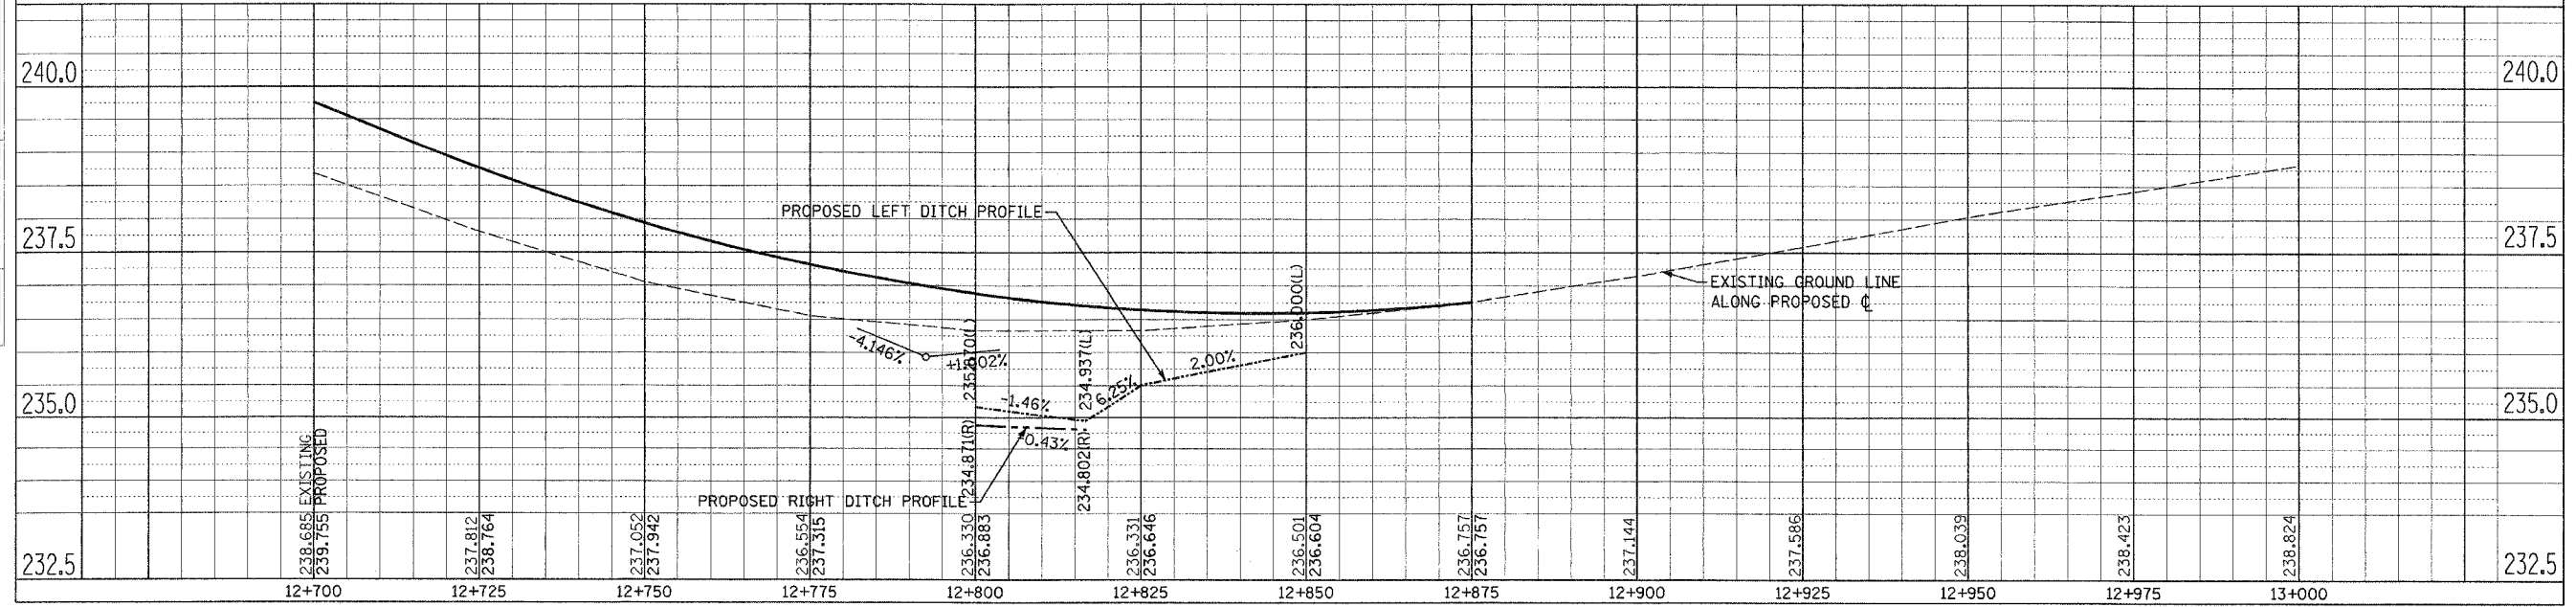 240.0 240.0
PROPOSED LEFT DITCH PROFILE
237.5 237.5
236.000(L)
EXISTING GROUND LINE
ALONG PROPOSED ℄
-4.146%
2.00%
234.937(L)
6.25%
-1.46%
235.0 235.0
-0.43%
234.871(R)
234.802(R)
PROPOSED RIGHT DITCH PROFILE
238.685 EXISTING
239.755 PROPOSED
237.812
238.764
237.052
237.942
236.554
237.315
236.330
236.883
236.331
236.646
236.501
236.604
236.757
236.757
237.144
237.586
238.039
238.423
238.824
232.5 232.5
12+700 12+725 12+750 12+775 12+800 12+825 12+850 12+875 12+900 12+925 12+950 12+975 13+000